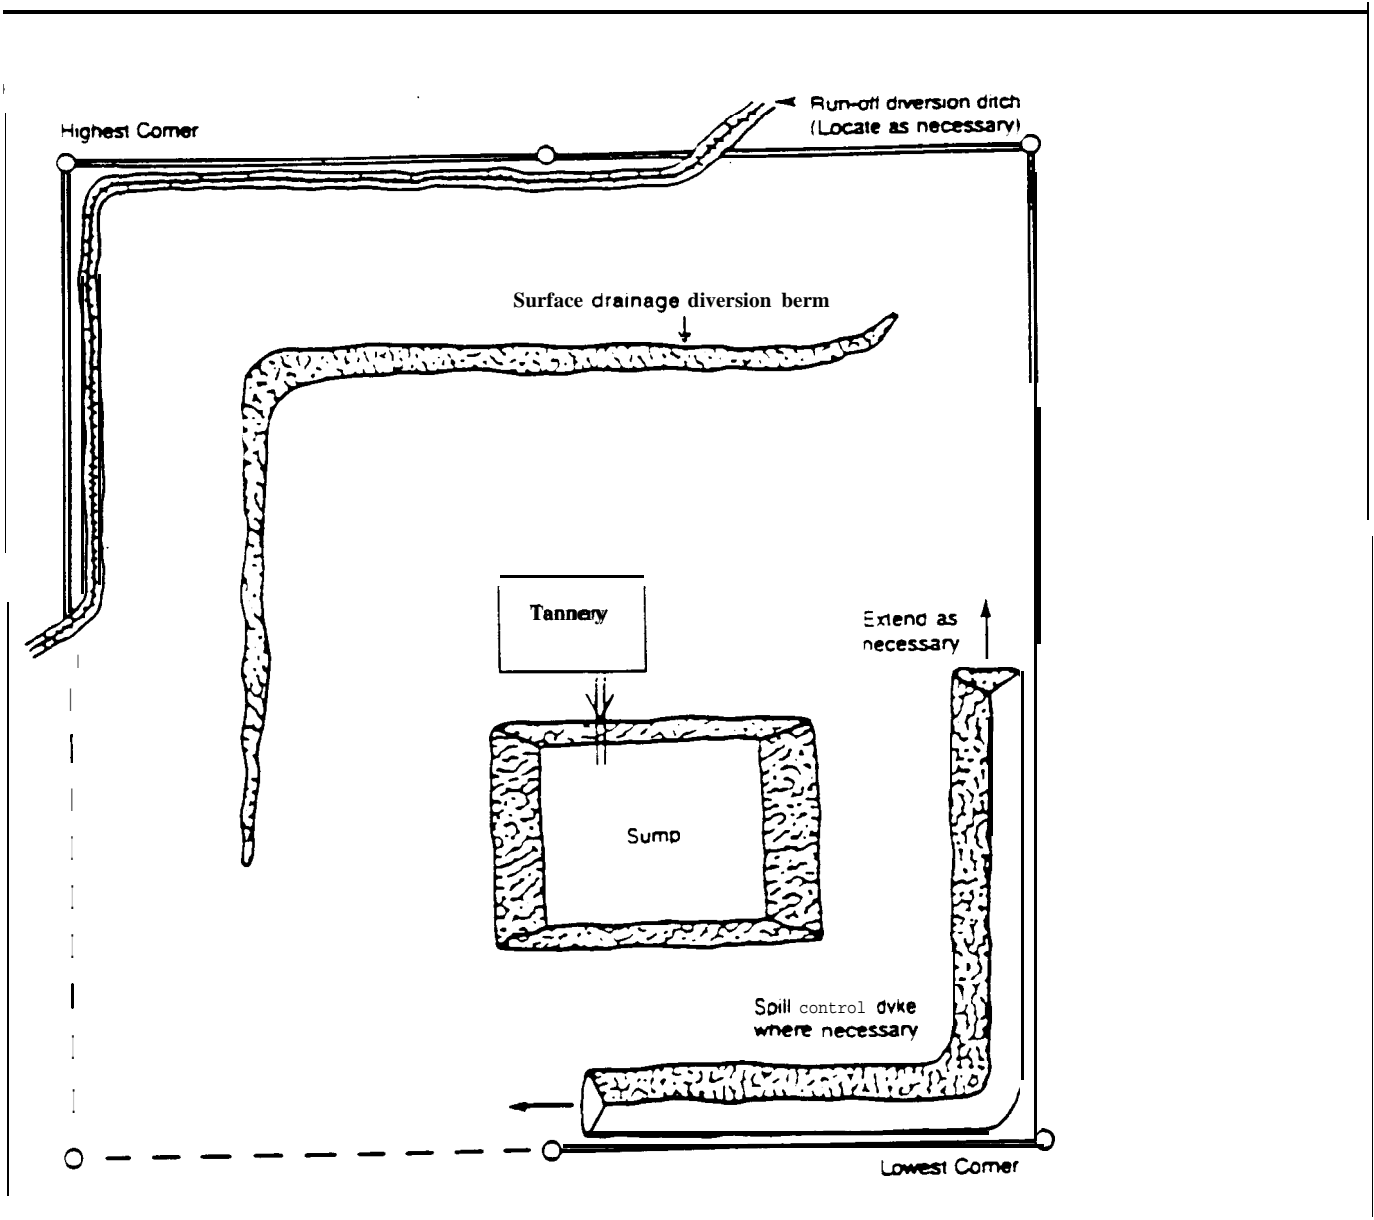 Run-off diversion ditch
(Locate as necessary)
Highest Corner
Surface drainage diversion berm
Tannery
Extend as
necessary
Sump
Spill control dyke
where necessary
Lowest Corner